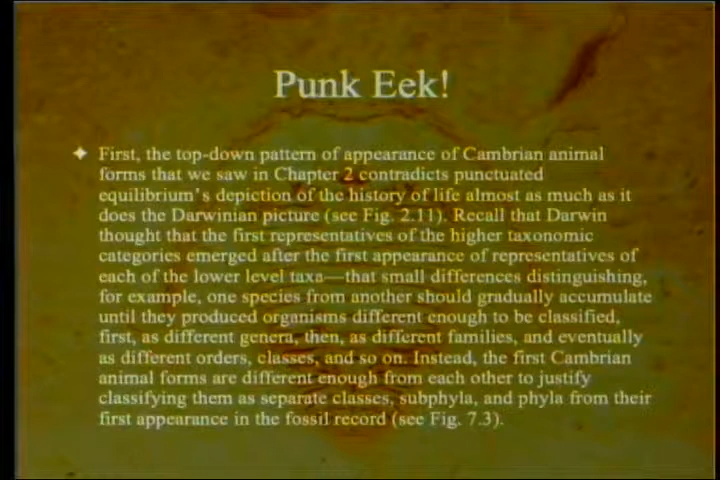 Punk Eek!
First, the top-down pattern of appearance of Cambrian animal
forms that we saw in Chapter 2 contradicts punctuated
equilibrium's depiction of the history of life almost as much as it
does the Darwinian picture (see Fig. 2.11). Recall that Darwin
thought that the first representatives of the higher taxonomic
categories emerged after the first appearance of representatives of
each of the lower level taxa—that small differences distinguishing,
for example, one species from another should gradually accumulate
until they produced organisms different enough to be classified,
first, as different genera, then, as different families, and eventually
as different orders, classes, and so on. Instead, the first Cambrian
animal forms are different enough from each other to justify
classifying them as separate classes, subphyla, and phyla from their
first appearance in the fossil record (see Fig. 7.3).